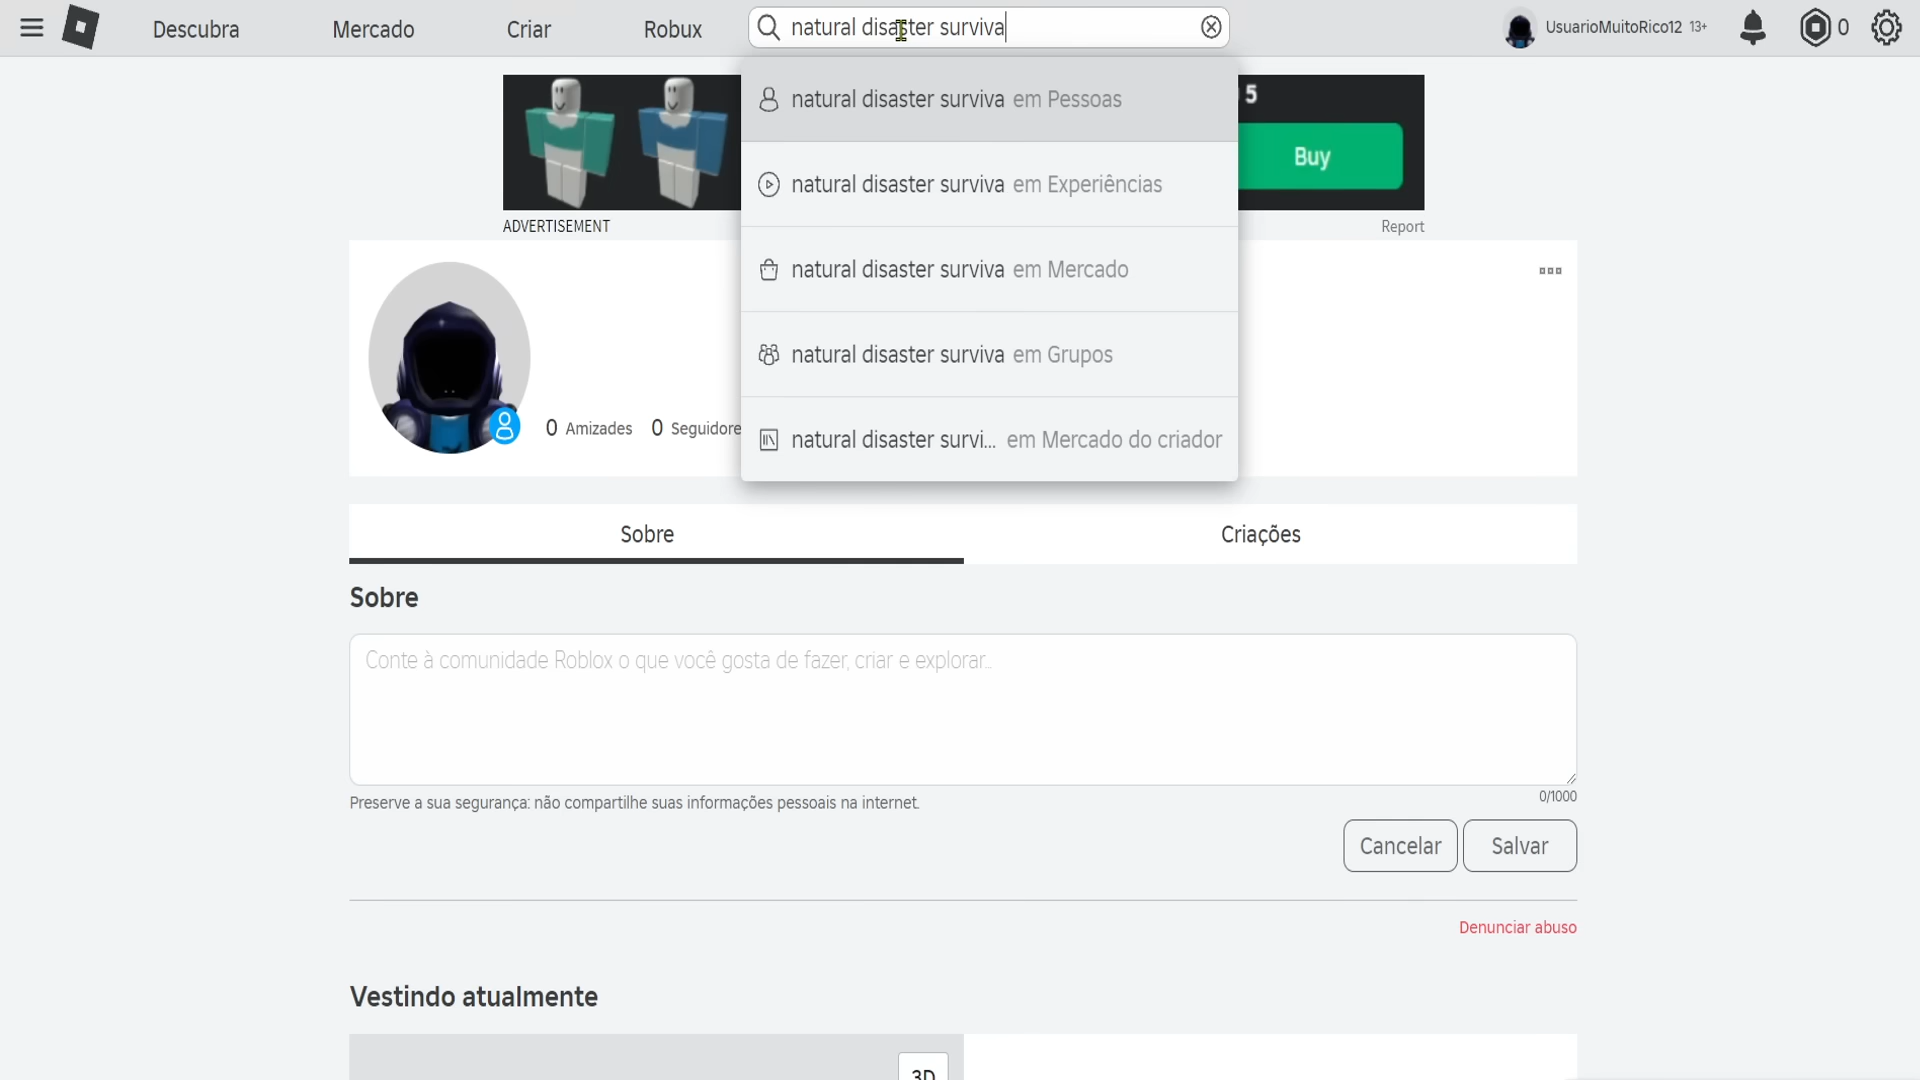 Descubra
Mercado
Criar
Robux
natural disaster surviva
UsuarioMuitoRico12 13+
0
natural disaster surviva em Pessoas
natural disaster surviva em Experiências
natural disaster surviva em Mercado
natural disaster surviva em Grupos
natural disaster survi... em Mercado do criador
5
Buy
ADVERTISEMENT
Report
0 Amizades 0 Seguidore
Sobre
Criações
Sobre
Conte à comunidade Roblox o que você gosta de fazer, criar e explorar...
Preserve a sua segurança: não compartilhe suas informações pessoais na internet.
0/1000
Cancelar
Salvar
Denunciar abuso
Vestindo atualmente
3D